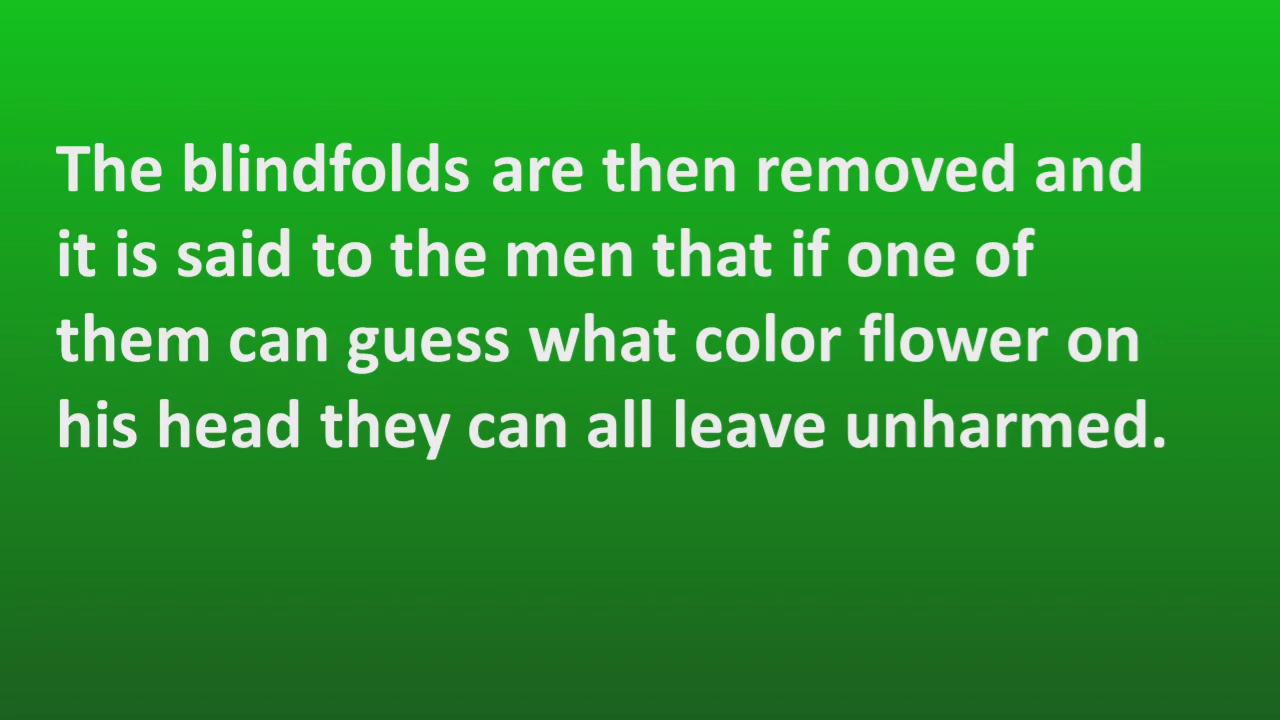 The blindfolds are then removed and
it is said to the men that if one of
them can guess what color flower on
his head they can all leave unharmed.